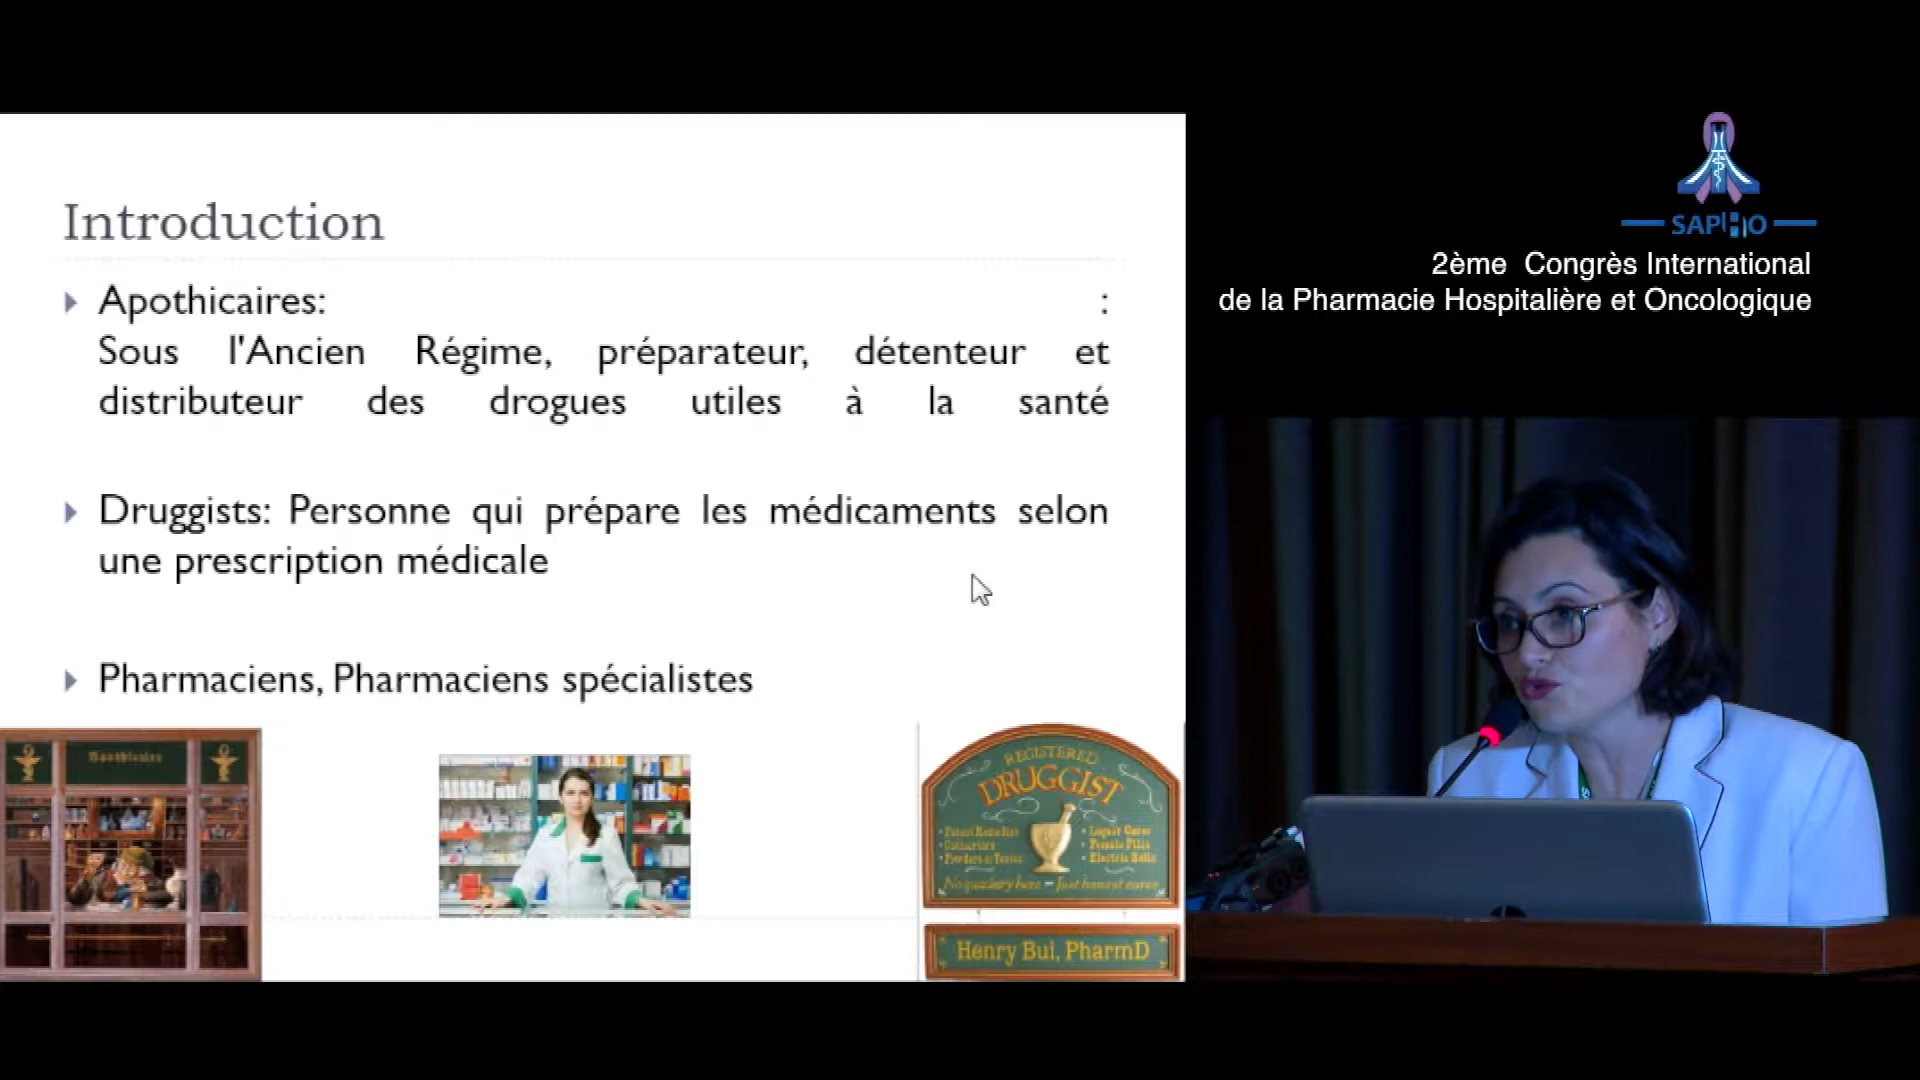 Introduction
Apothicaires: :
Sous l'Ancien Régime, préparateur, détenteur et
distributeur des drogues utiles à la santé
Druggists: Personne qui prépare les médicaments selon
une prescription médicale
Pharmaciens, Pharmaciens spécialistes
REGISTERED
DRUGGIST
Henry Bui, PharmD
SAPHO
2ème Congrès International
de la Pharmacie Hospitalière et Oncologique